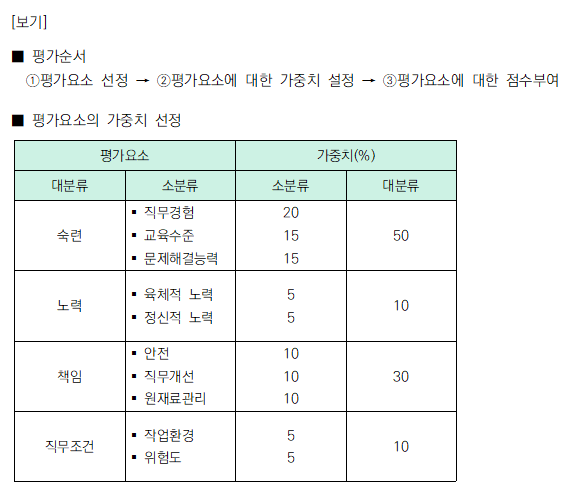 [보기]
■ 평가순서
①평가요소 선정 → ②평가요소에 대한 가중치 설정 → ③평가요소에 대한 점수부여
■ 평가요소의 가중치 선정
평가요소 가중치(%)
대분류 소분류 소분류 대분류
숙련 ▪ 직무경험 20 50
▪ 교육수준 15
▪ 문제해결능력 15
노력 ▪ 육체적 노력 5 10
▪ 정신적 노력 5
책임 ▪ 안전 10 30
▪ 직무개선 10
▪ 원재료관리 10
직무조건 ▪ 작업환경 5 10
▪ 위험도 5